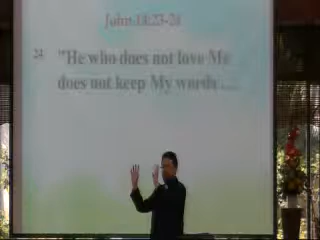 John 14:23-24
24 "He who does not love Me
does not keep My words ....